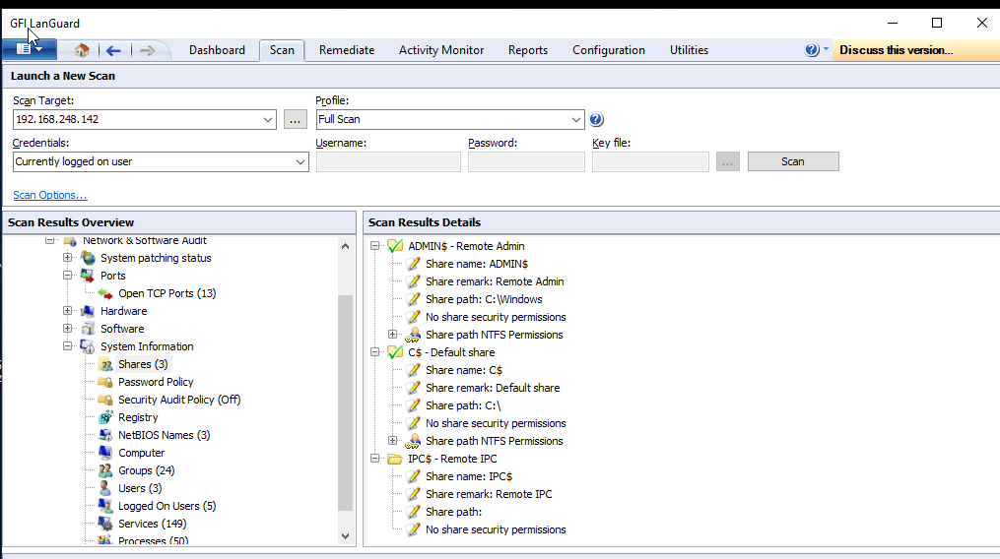 GFI LanGuard
Dashboard Scan Remediate Activity Monitor Reports Configuration Utilities Discuss this version...
Launch a New Scan
Scan Target: Profile:
192.168.248.142 ... Full Scan
Credentials: Username: Password: Key file:
Currently logged on user ... Scan
Scan Options...
Scan Results Overview
Network & Software Audit
System patching status
Ports
Open TCP Ports (13)
Hardware
Software
System Information
Shares (3)
Password Policy
Security Audit Policy (Off)
Registry
NetBIOS Names (3)
Computer
Groups (24)
Users (3)
Logged On Users (5)
Services (149)
Processes (50)
Scan Results Details
ADMIN$ - Remote Admin
Share name: ADMIN$
Share remark: Remote Admin
Share path: C:\Windows
No share security permissions
Share path NTFS Permissions
C$ - Default share
Share name: C$
Share remark: Default share
Share path: C:\
No share security permissions
Share path NTFS Permissions
IPC$ - Remote IPC
Share name: IPC$
Share remark: Remote IPC
Share path:
No share security permissions